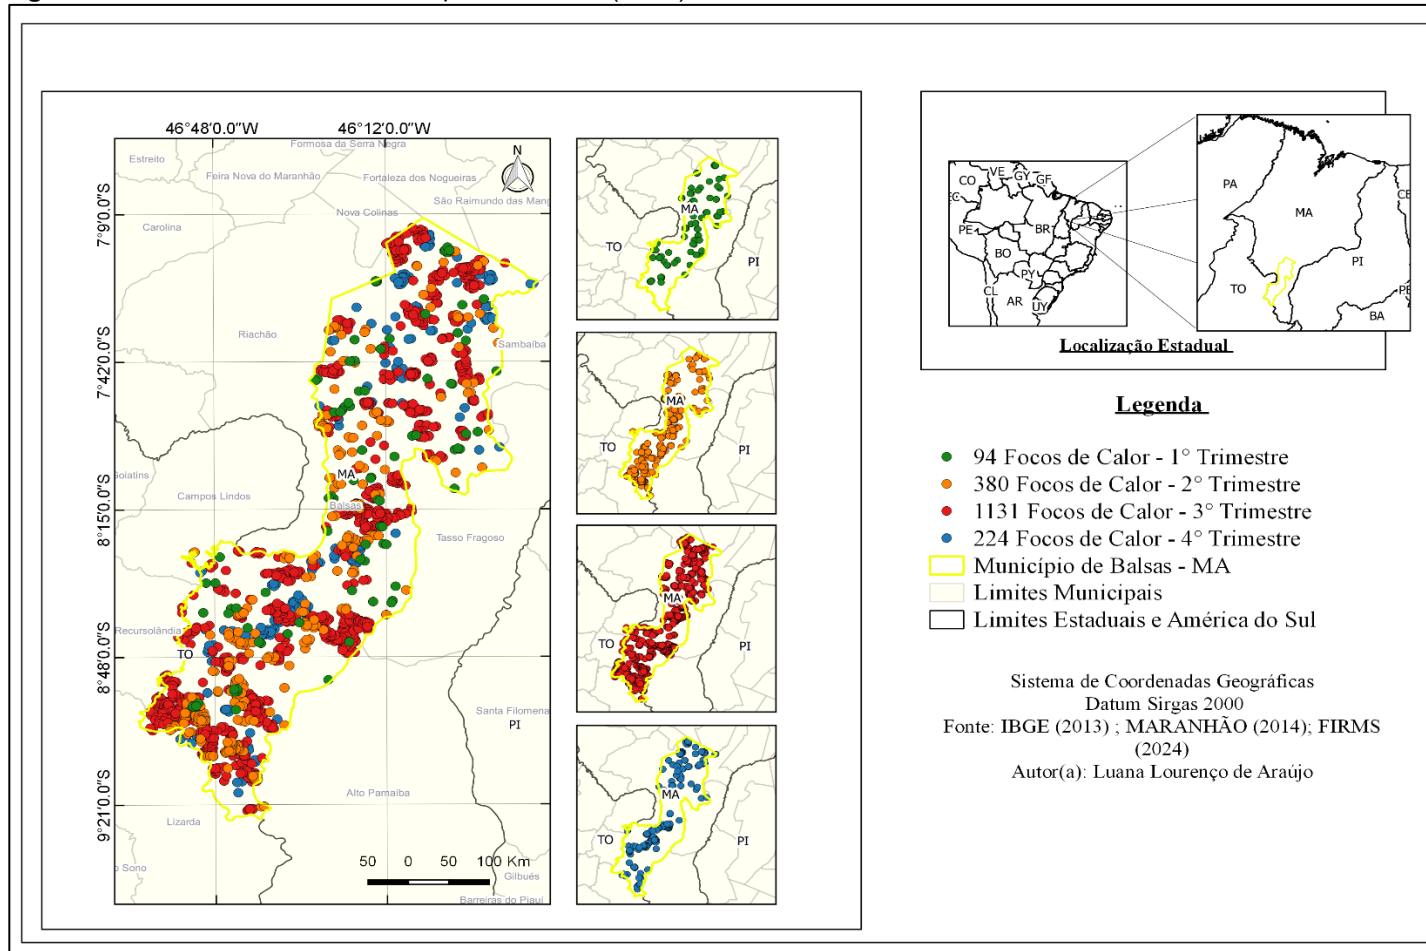 46°48'0.0"W
46°12'0.0"W
Formosa da Serra Negra
Estreito
Feira Nova do Maranhão
Fortaleza dos Nogueiras
N
São Raimundo das Mang
Nova Colinas
Carolina
7°9'0.0"S
Riachão
Sambaíba
7°42'0.0"S
MA
Goiatins
Campos Lindos
Balsas
8°15'0.0"S
Tasso Fragoso
Recursolândia
TO
8°48'0.0"S
Santa Filomena
PI
Alto Parnaíba
9°21'0.0"S
Lizarda
50 0 50 100 Km
o Sono
Gilbués
Barreiras do Piauí
MA
TO
PI
MA
TO
PI
MA
TO
PI
MA
TO
PI
CO
VE
GY
GF
EC
PE
BR
BO
PY
CL
AR
UY
PA
CE
MA
PI
TO
PE
BA
Localização Estadual
Legenda
94 Focos de Calor - 1° Trimestre
380 Focos de Calor - 2° Trimestre
1131 Focos de Calor - 3° Trimestre
224 Focos de Calor - 4° Trimestre
Município de Balsas - MA
Limites Municipais
Limites Estaduais e América do Sul
Sistema de Coordenadas Geográficas
Datum Sirgas 2000
Fonte: IBGE (2013) ; MARANHÃO (2014); FIRMS
(2024)
Autor(a): Luana Lourenço de Araújo